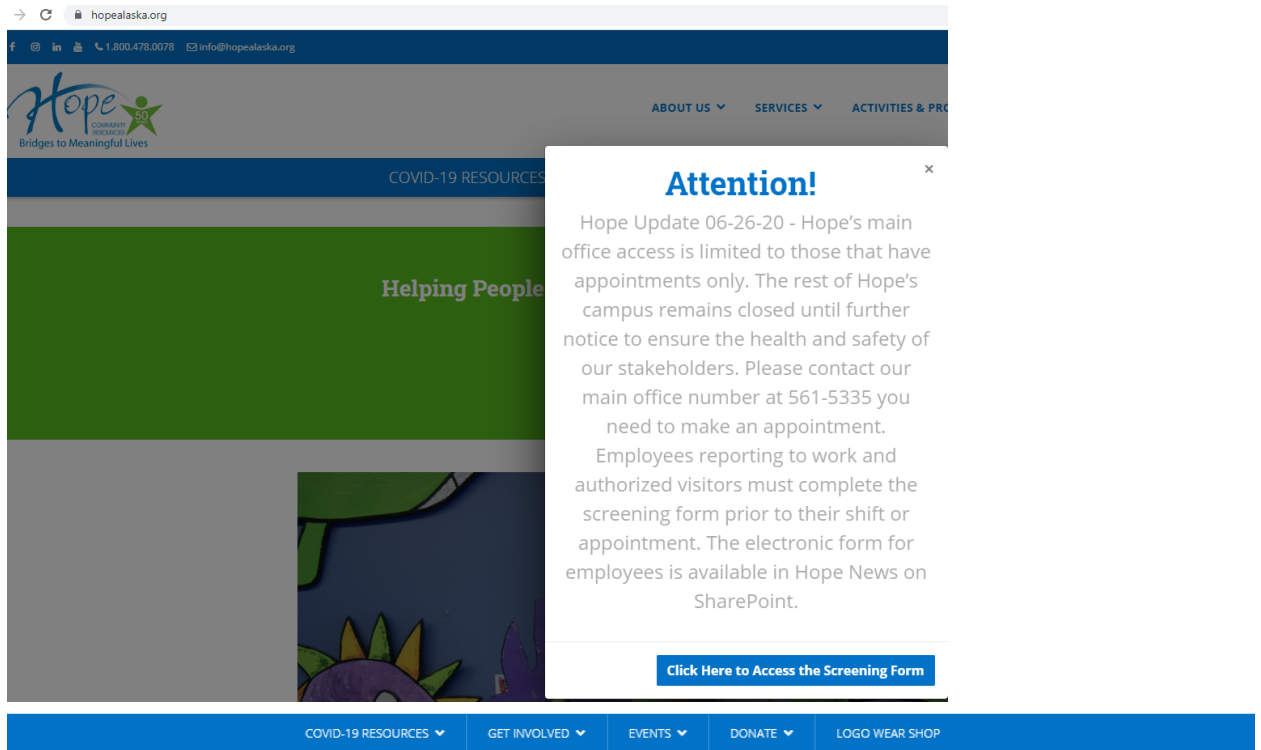 hopealaska.org
1.800.478.0078 info@hopealaska.org
Hope
50
COMMUNITY
RESOURCES
Bridges to Meaningful Lives
ABOUT US SERVICES ACTIVITIES & PRO
COVID-19 RESOURCES
Helping People
×
Attention!
Hope Update 06-26-20 - Hope's main
office access is limited to those that have
appointments only. The rest of Hope's
campus remains closed until further
notice to ensure the health and safety of
our stakeholders. Please contact our
main office number at 561-5335 you
need to make an appointment.
Employees reporting to work and
authorized visitors must complete the
screening form prior to their shift or
appointment. The electronic form for
employees is available in Hope News on
SharePoint.
Click Here to Access the Screening Form
COVID-19 RESOURCES GET INVOLVED EVENTS DONATE LOGO WEAR SHOP